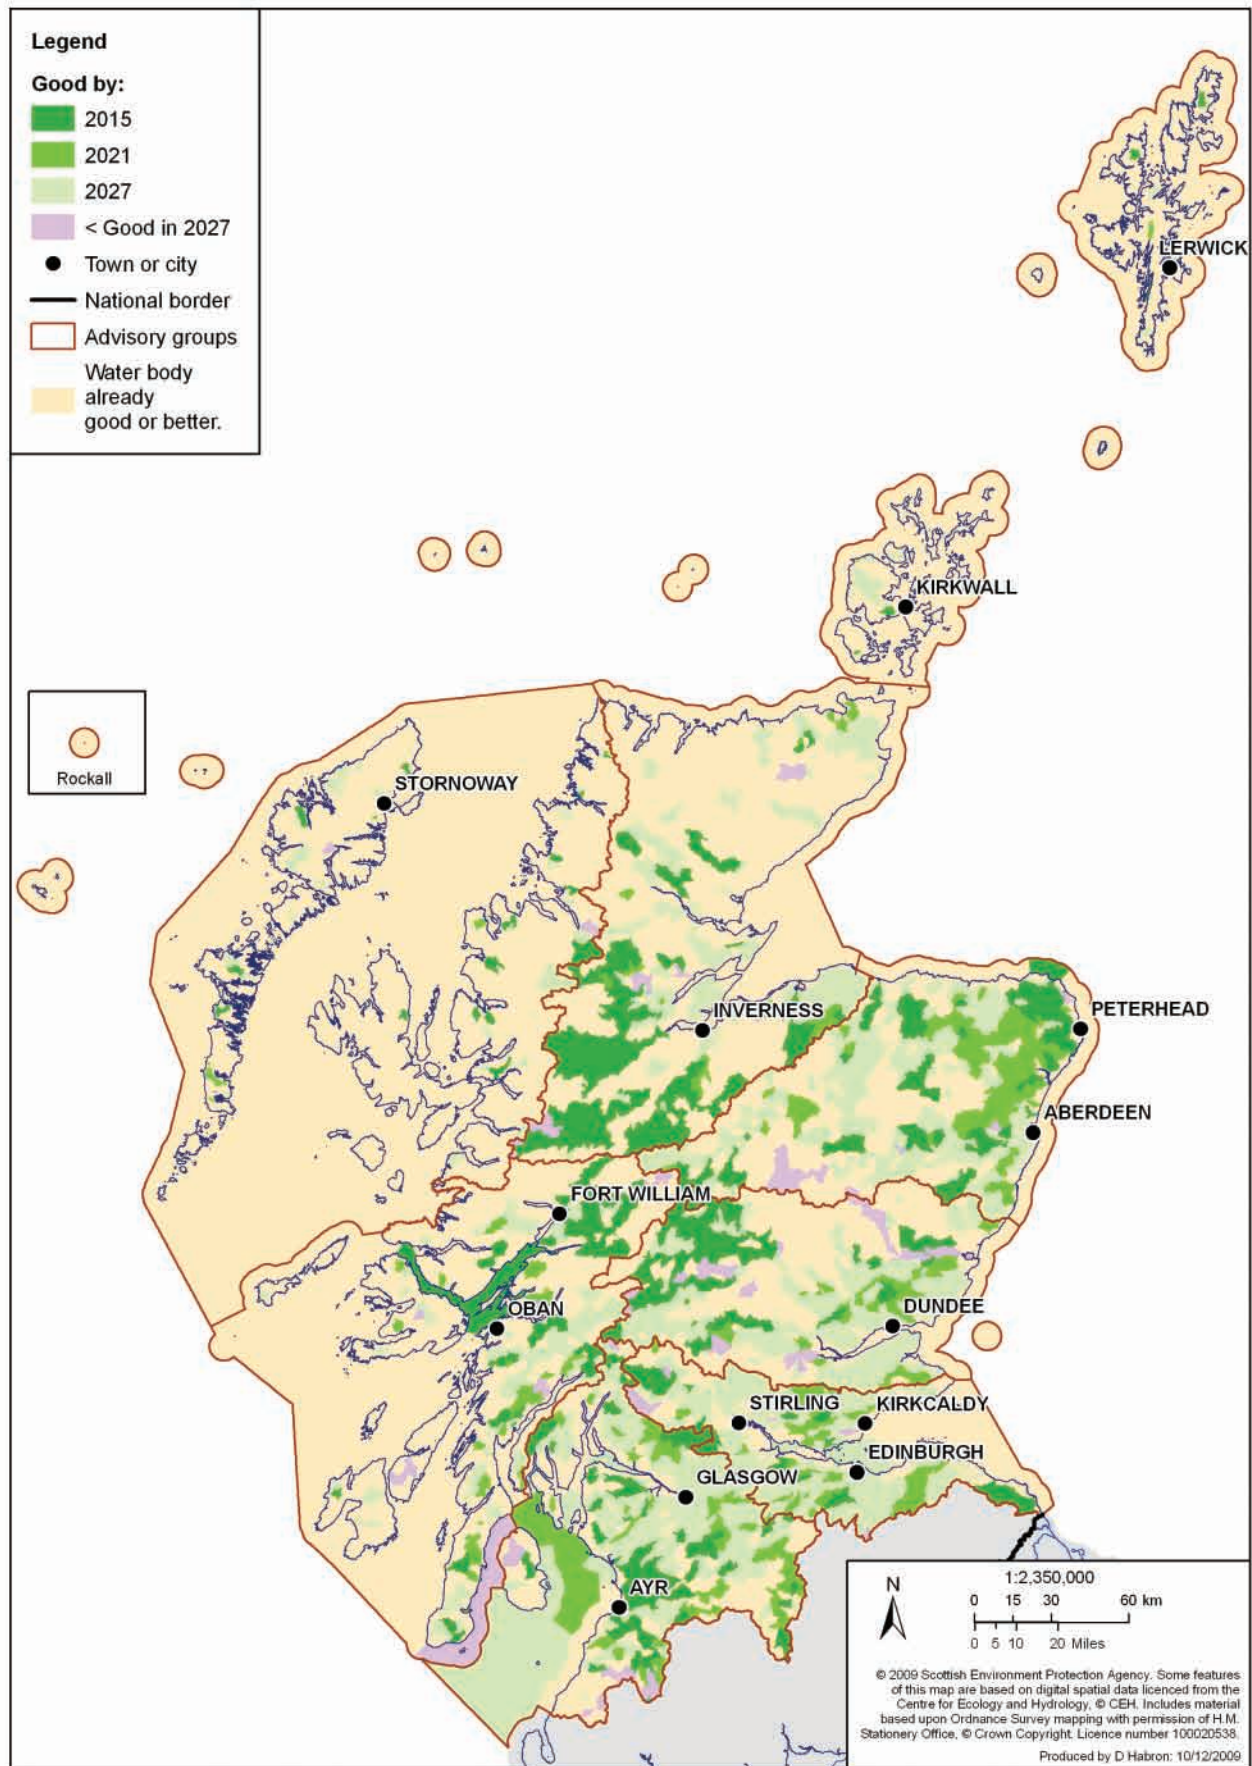 Legend
Good by:
2015
2021
2027
< Good in 2027
Town or city
National border
Advisory groups
Water body
already
good or better.
LERWICK
KIRKWALL
Rockall
STORNOWAY
INVERNESS
PETERHEAD
ABERDEEN
FORT WILLIAM
OBAN
DUNDEE
STIRLING
KIRKCALDY
EDINBURGH
GLASGOW
AYR
N
1:2,350,000
0 15 30 60 km
0 5 10 20 Miles
© 2009 Scottish Environment Protection Agency. Some features
of this map are based on digital spatial data licenced from the
Centre for Ecology and Hydrology, © CEH. Includes material
based upon Ordnance Survey mapping with permission of H.M.
Stationery Office, © Crown Copyright. Licence number 100020538.
Produced by D Habron: 10/12/2009